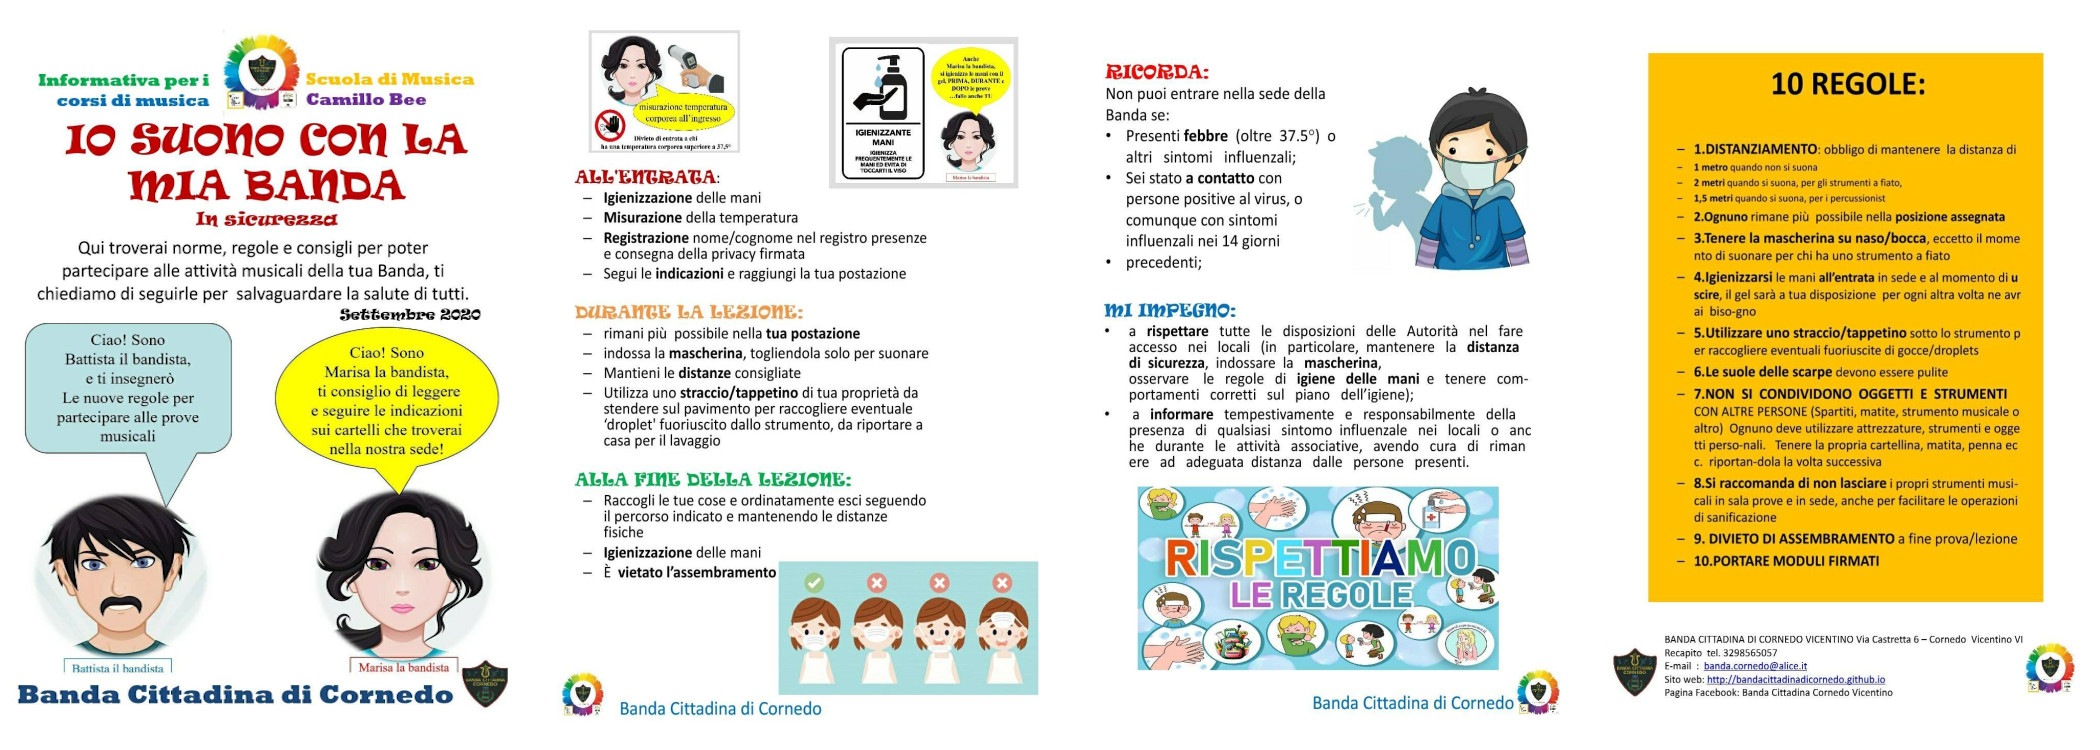 Informativa per i
corsi di musica
Scuola di Musica
Camillo Bee
IO SUONO CON LA
MIA BANDA
In sicurezza
Qui troverai norme, regole e consigli per poter
partecipare alle attività musicali della tua Banda, ti
chiediamo di seguirle per salvaguardare la salute di tutti.
Settembre 2020
Ciao! Sono
Battista il bandista,
e ti insegnerò
Le nuove regole per
partecipare alle prove
musicali
Ciao! Sono
Marisa la bandista,
ti consiglio di leggere
e seguire le indicazioni
sui cartelli che troverai
nella nostra sede!
Battista il bandista
Marisa la bandista
Banda Cittadina di Cornedo
misurazione temperatura
corporea all'ingresso
Divieto di entrata a chi
ha una temperatura corporea superiore a 37,5°
IGIENIZZANTE
MANI
IGIENIZZA
FREQUENTEMENTE LE
MANI ED EVITA DI
TOCCARTI IL VISO
Anche
Marisa la bandista,
si igienizza le mani con il
gel, PRIMA, DURANTE e
DOPO le prove
...fallo anche TU
Marisa la bandista
ALL'ENTRATA:
– Igienizzazione delle mani
– Misurazione della temperatura
– Registrazione nome/cognome nel registro presenze
e consegna della privacy firmata
– Segui le indicazioni e raggiungi la tua postazione
DURANTE LA LEZIONE:
– rimani più possibile nella tua postazione
– indossa la mascherina, togliendola solo per suonare
– Mantieni le distanze consigliate
– Utilizza uno straccio/tappetino di tua proprietà da
stendere sul pavimento per raccogliere eventuale
‘droplet' fuoriuscito dallo strumento, da riportare a
casa per il lavaggio
ALLA FINE DELLA LEZIONE:
– Raccogli le tue cose e ordinatamente esci seguendo
il percorso indicato e mantenendo le distanze
fisiche
– Igienizzazione delle mani
– È vietato l’assembramento
Banda Cittadina di Cornedo
RICORDA:
Non puoi entrare nella sede della
Banda se:
• Presenti febbre (oltre 37.5°) o
altri sintomi influenzali;
• Sei stato a contatto con
persone positive al virus, o
comunque con sintomi
influenzali nei 14 giorni
• precedenti;
MI IMPEGNO:
• a rispettare tutte le disposizioni delle Autorità nel fare
accesso nei locali (in particolare, mantenere la distanza
di sicurezza, indossare la mascherina,
osservare le regole di igiene delle mani e tenere com-
portamenti corretti sul piano dell’igiene);
• a informare tempestivamente e responsabilmente della
presenza di qualsiasi sintomo influenzale nei locali o anc
he durante le attività associative, avendo cura di riman
ere ad adeguata distanza dalle persone presenti.
RISPETTIAMO
LE REGOLE
Banda Cittadina di Cornedo
10 REGOLE:
– 1.DISTANZIAMENTO: obbligo di mantenere la distanza di
– 1 metro quando non si suona
– 2 metri quando si suona, per gli strumenti a fiato,
– 1,5 metri quando si suona, per i percussionist
– 2.Ognuno rimane più possibile nella posizione assegnata
– 3.Tenere la mascherina su naso/bocca, eccetto il mome
nto di suonare per chi ha uno strumento a fiato
– 4.Igienizzarsi le mani all’entrata in sede e al momento di u
scire, il gel sarà a tua disposizione per ogni altra volta ne avr
ai biso-gno
– 5.Utilizzare uno straccio/tappetino sotto lo strumento p
er raccogliere eventuali fuoriuscite di gocce/droplets
– 6.Le suole delle scarpe devono essere pulite
– 7.NON SI CONDIVIDONO OGGETTI E STRUMENTI
CON ALTRE PERSONE (Spartiti, matite, strumento musicale o
altro) Ognuno deve utilizzare attrezzature, strumenti e ogge
tti perso-nali. Tenere la propria cartellina, matita, penna ec
c. riportan-dola la volta successiva
– 8.Si raccomanda di non lasciare i propri strumenti musi-
cali in sala prove e in sede, anche per facilitare le operazioni
di sanificazione
– 9. DIVIETO DI ASSEMBRAMENTO a fine prova/lezione
– 10.PORTARE MODULI FIRMATI
BANDA CITTADINA DI CORNEDO VICENTINO Via Castretta 6 – Cornedo Vicentino VI
Recapito tel. 3298565057
E-mail : banda.cornedo@alice.it
Sito web: http://bandacittadinadicornedo.github.io
Pagina Facebook: Banda Cittadina Cornedo Vicentino